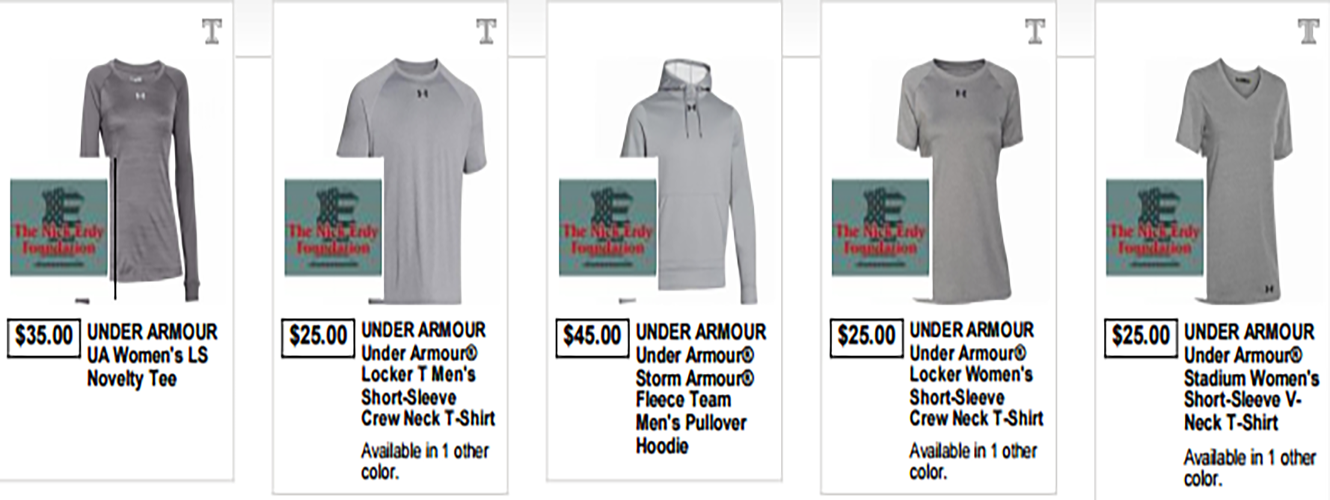 T
The Nick Erdy
Foundation
$35.00
UNDER ARMOUR
UA Women's LS
Novelty Tee
T
The Nick Erdy
Foundation
$25.00
UNDER ARMOUR
Under Armour®
Locker T Men's
Short-Sleeve
Crew Neck T-Shirt
Available in 1 other
color.
The Nick Erdy
Foundation
$45.00
UNDER ARMOUR
Under Armour®
Storm Armour®
Fleece Team
Men's Pullover
Hoodie
T
The Nick Erdy
Foundation
$25.00
UNDER ARMOUR
Under Armour®
Locker Women's
Short-Sleeve
Crew Neck T-Shirt
Available in 1 other
color.
T
The Nick Erdy
Foundation
$25.00
UNDER ARMOUR
Under Armour®
Stadium Women's
Short-Sleeve V-
Neck T-Shirt
Available in 1 other
color.